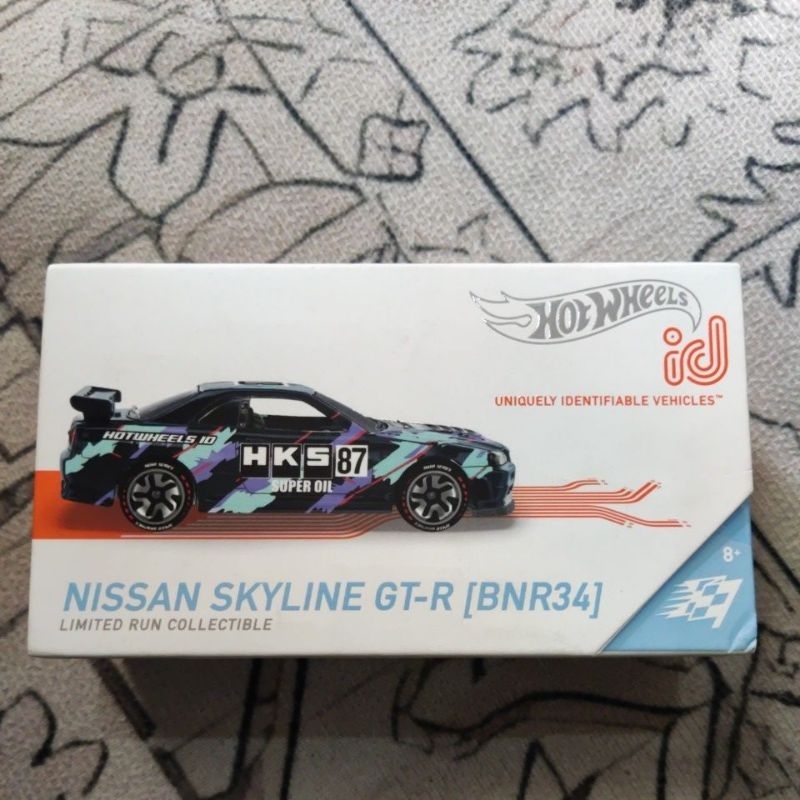 HOT WHEELS
id
UNIQUELY IDENTIFIABLE VEHICLES™
HOTWHEELS iD
HKS 87
SUPER OIL
8+
NISSAN SKYLINE GT-R [BNR34]
LIMITED RUN COLLECTIBLE